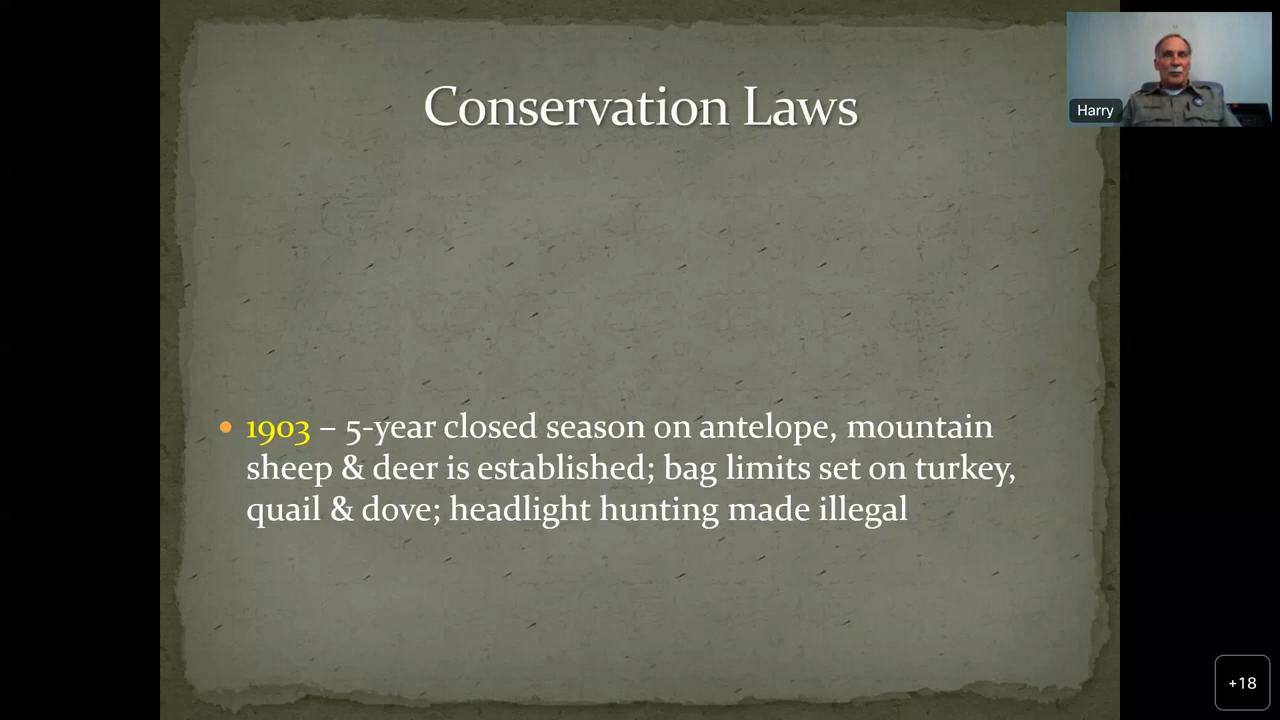 Conservation Laws
Harry
1903 – 5-year closed season on antelope, mountain
sheep & deer is established; bag limits set on turkey,
quail & dove; headlight hunting made illegal
+18